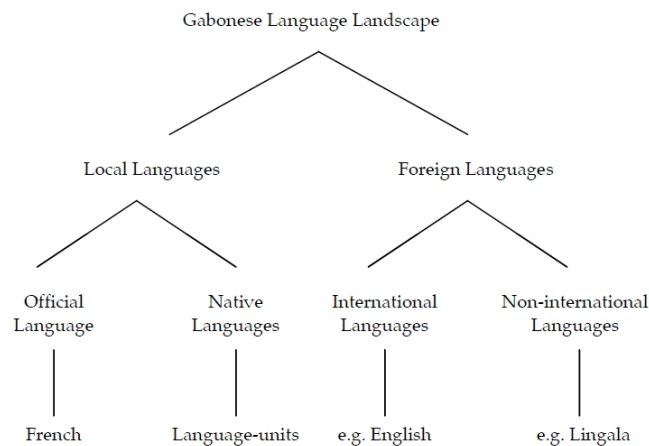 Gabonese Language Landscape
Local Languages
Foreign Languages
Official
Language
Native
Languages
International
Languages
Non-international
Languages
French
Language-units
e.g. English
e.g. Lingala